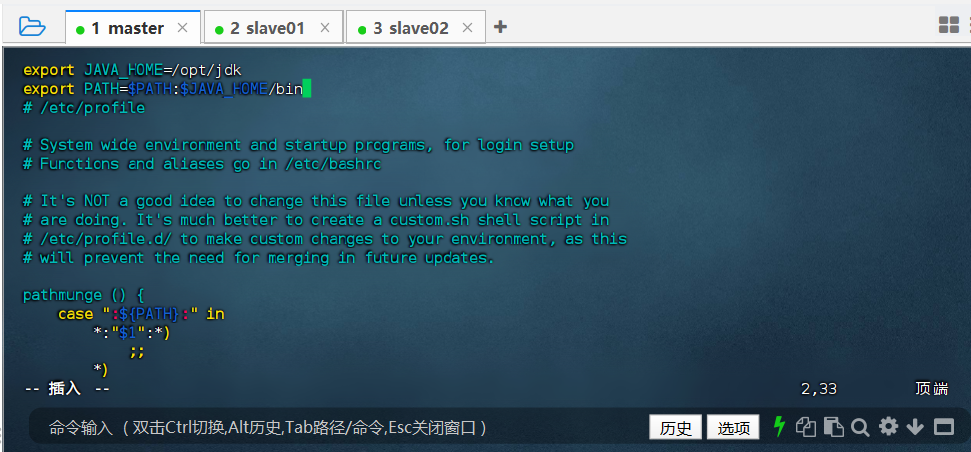 1 master × 2 slave01 × 3 slave02 × +
export JAVA_HOME=/opt/jdk
export PATH=$PATH:$JAVA_HOME/bin
# /etc/profile
# System wide environment and startup programs, for login setup
# Functions and aliases go in /etc/bashrc
# It's NOT a good idea to change this file unless you know what you
# are doing. It's much better to create a custom.sh shell script in
# /etc/profile.d/ to make custom changes to your environment, as this
# will prevent the need for merging in future updates.
pathmunge () {
case ":${PATH}:" in
*:"$1":*)
;;
*)
-- 插入 -- 2,33 顶端
命令输入 （双击Ctrl切换,Alt历史,Tab路径/命令,Esc关闭窗口） 历史 选项